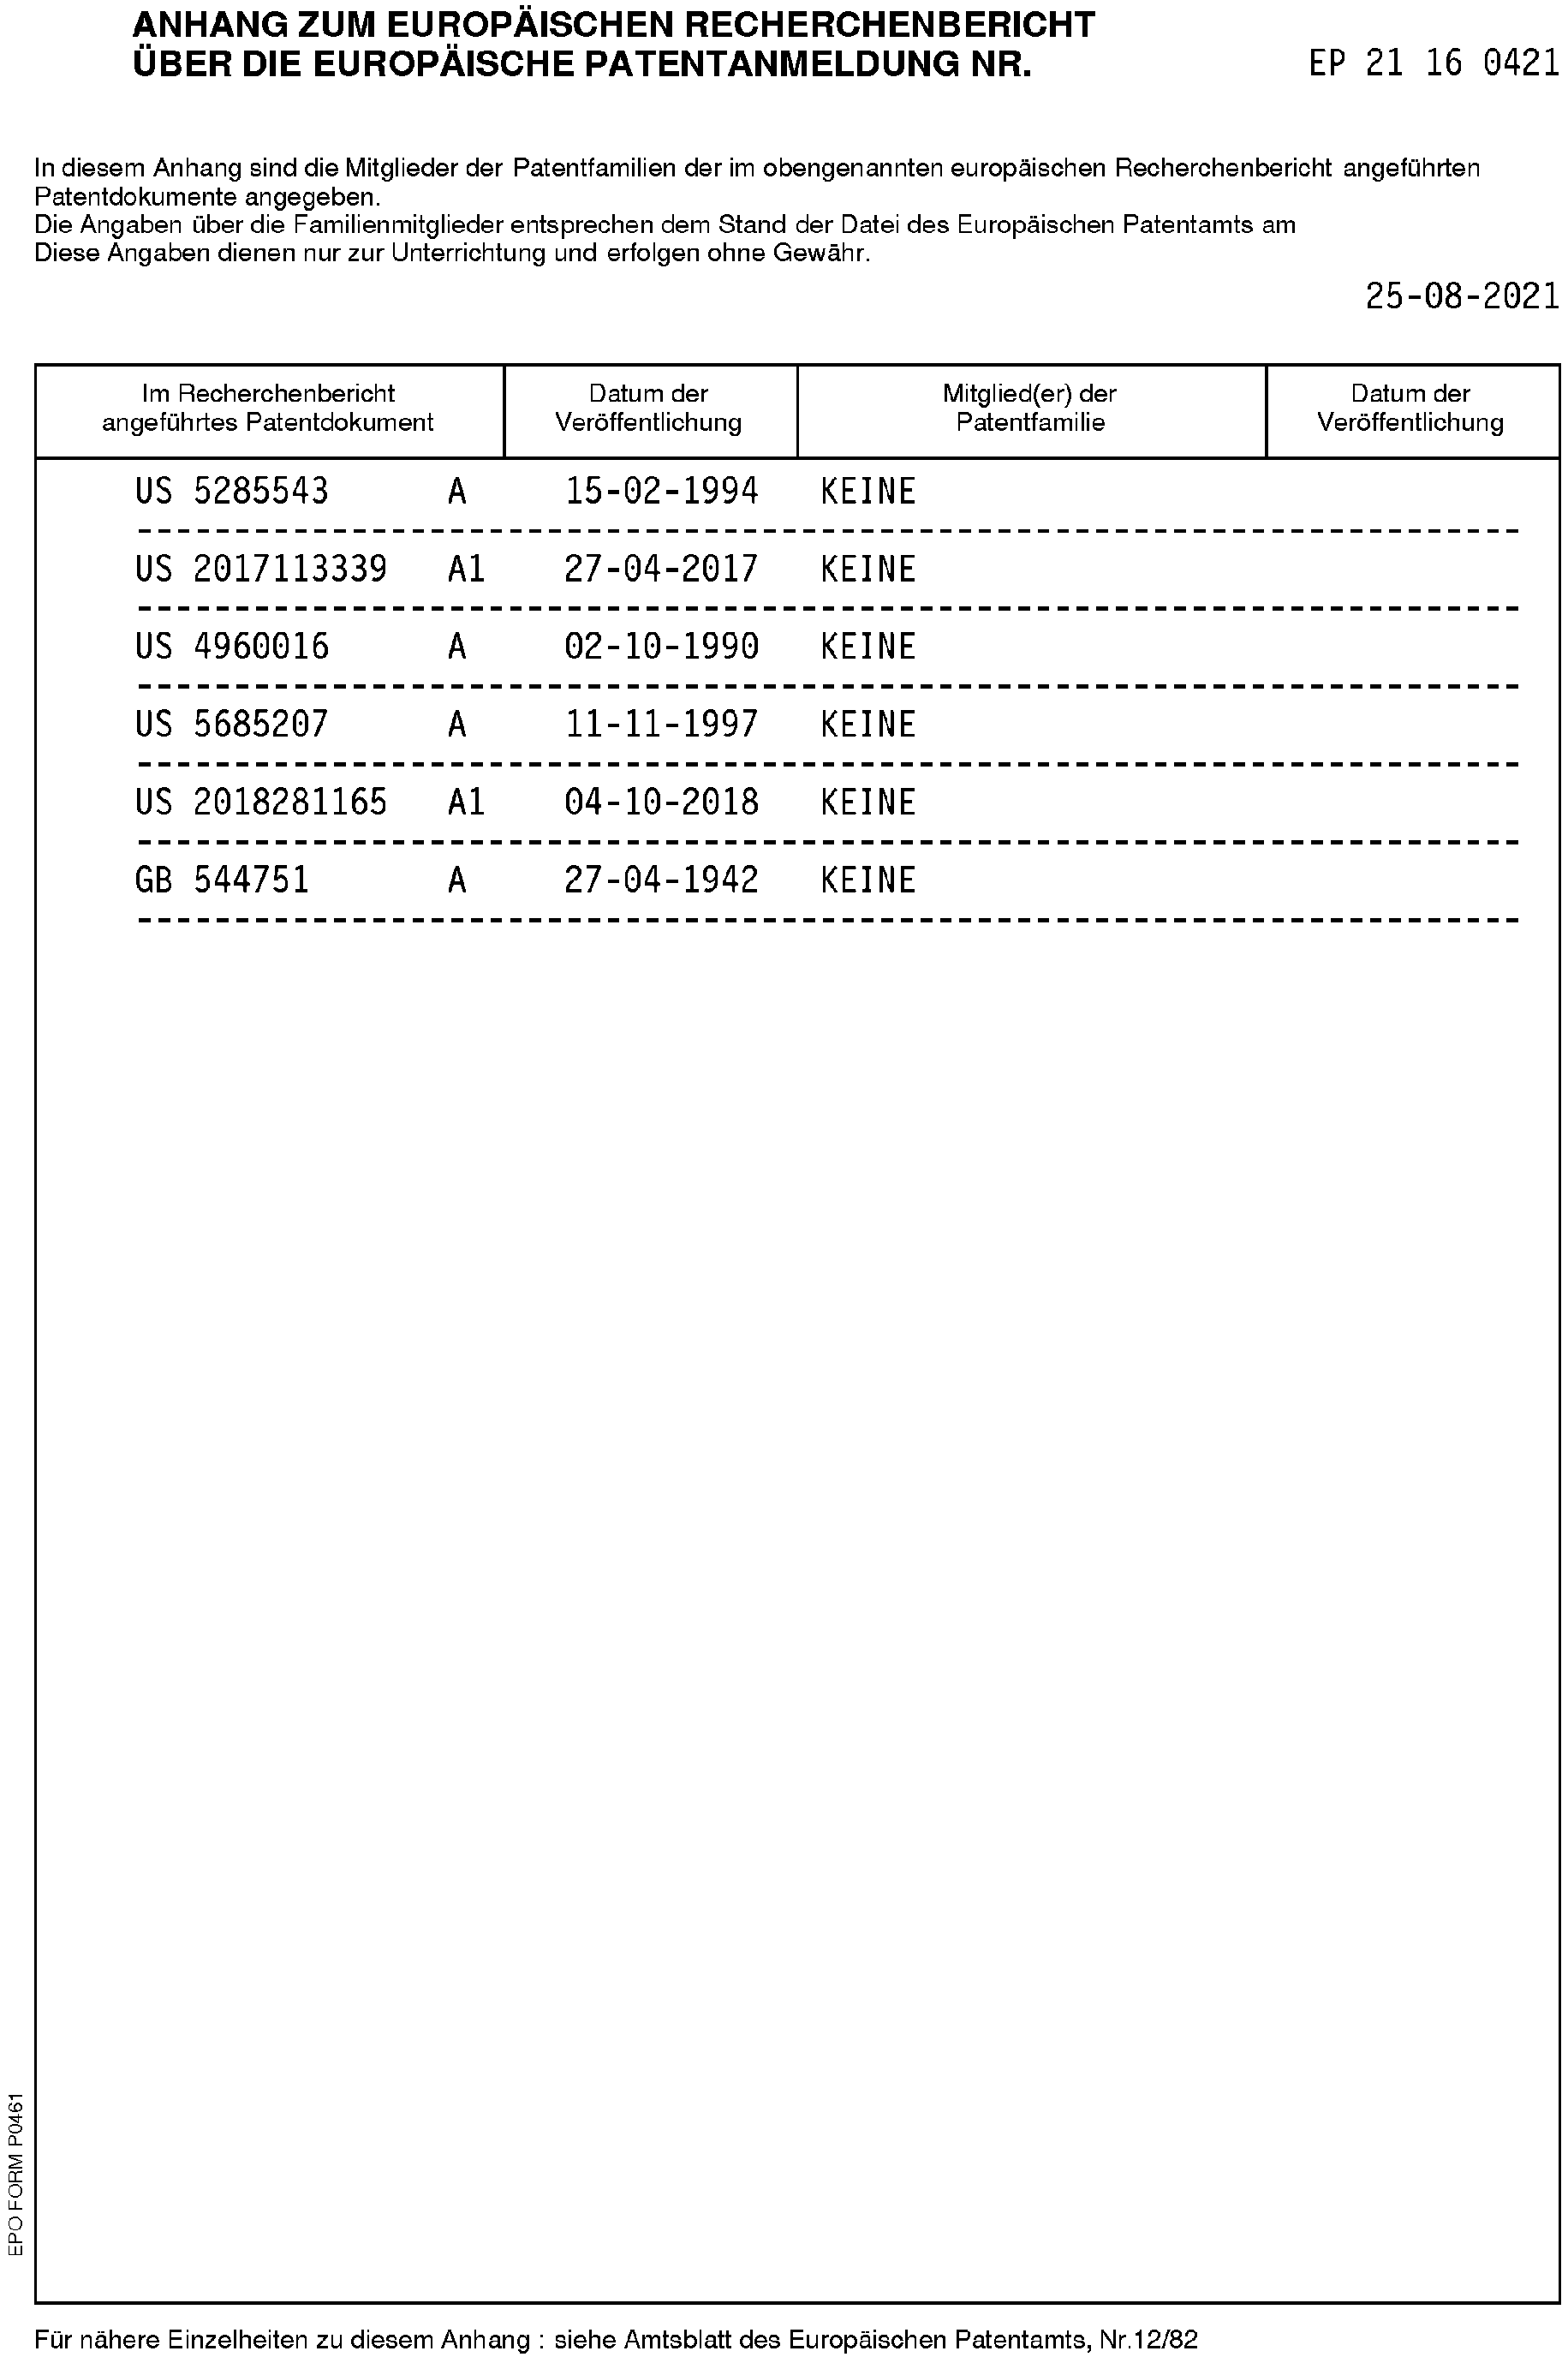 ANHANG ZUM EUROPÄISCHEN RECHERCHENBERICHT
ÜBER DIE EUROPÄISCHE PATENTANMELDUNG NR. EP 21 16 0421
In diesem Anhang sind die Mitglieder der Patentfamilien der im obengenannten europäischen Recherchenbericht angeführten
Patentdokumente angegeben.
Die Angaben über die Familienmitglieder entsprechen dem Stand der Datei des Europäischen Patentamts am
Diese Angaben dienen nur zur Unterrichtung und erfolgen ohne Gewähr.
25-08-2021
Im Recherchenbericht angeführtes Patentdokument
Datum der Veröffentlichung
Mitglied(er) der Patentfamilie
Datum der Veröffentlichung
US 5285543 A 15-02-1994 KEINE
US 2017113339 A1 27-04-2017 KEINE
US 4960016 A 02-10-1990 KEINE
US 5685207 A 11-11-1997 KEINE
US 2018281165 A1 04-10-2018 KEINE
GB 544751 A 27-04-1942 KEINE
EPO FORM P0461
Für nähere Einzelheiten zu diesem Anhang : siehe Amtsblatt des Europäischen Patentamts, Nr.12/82